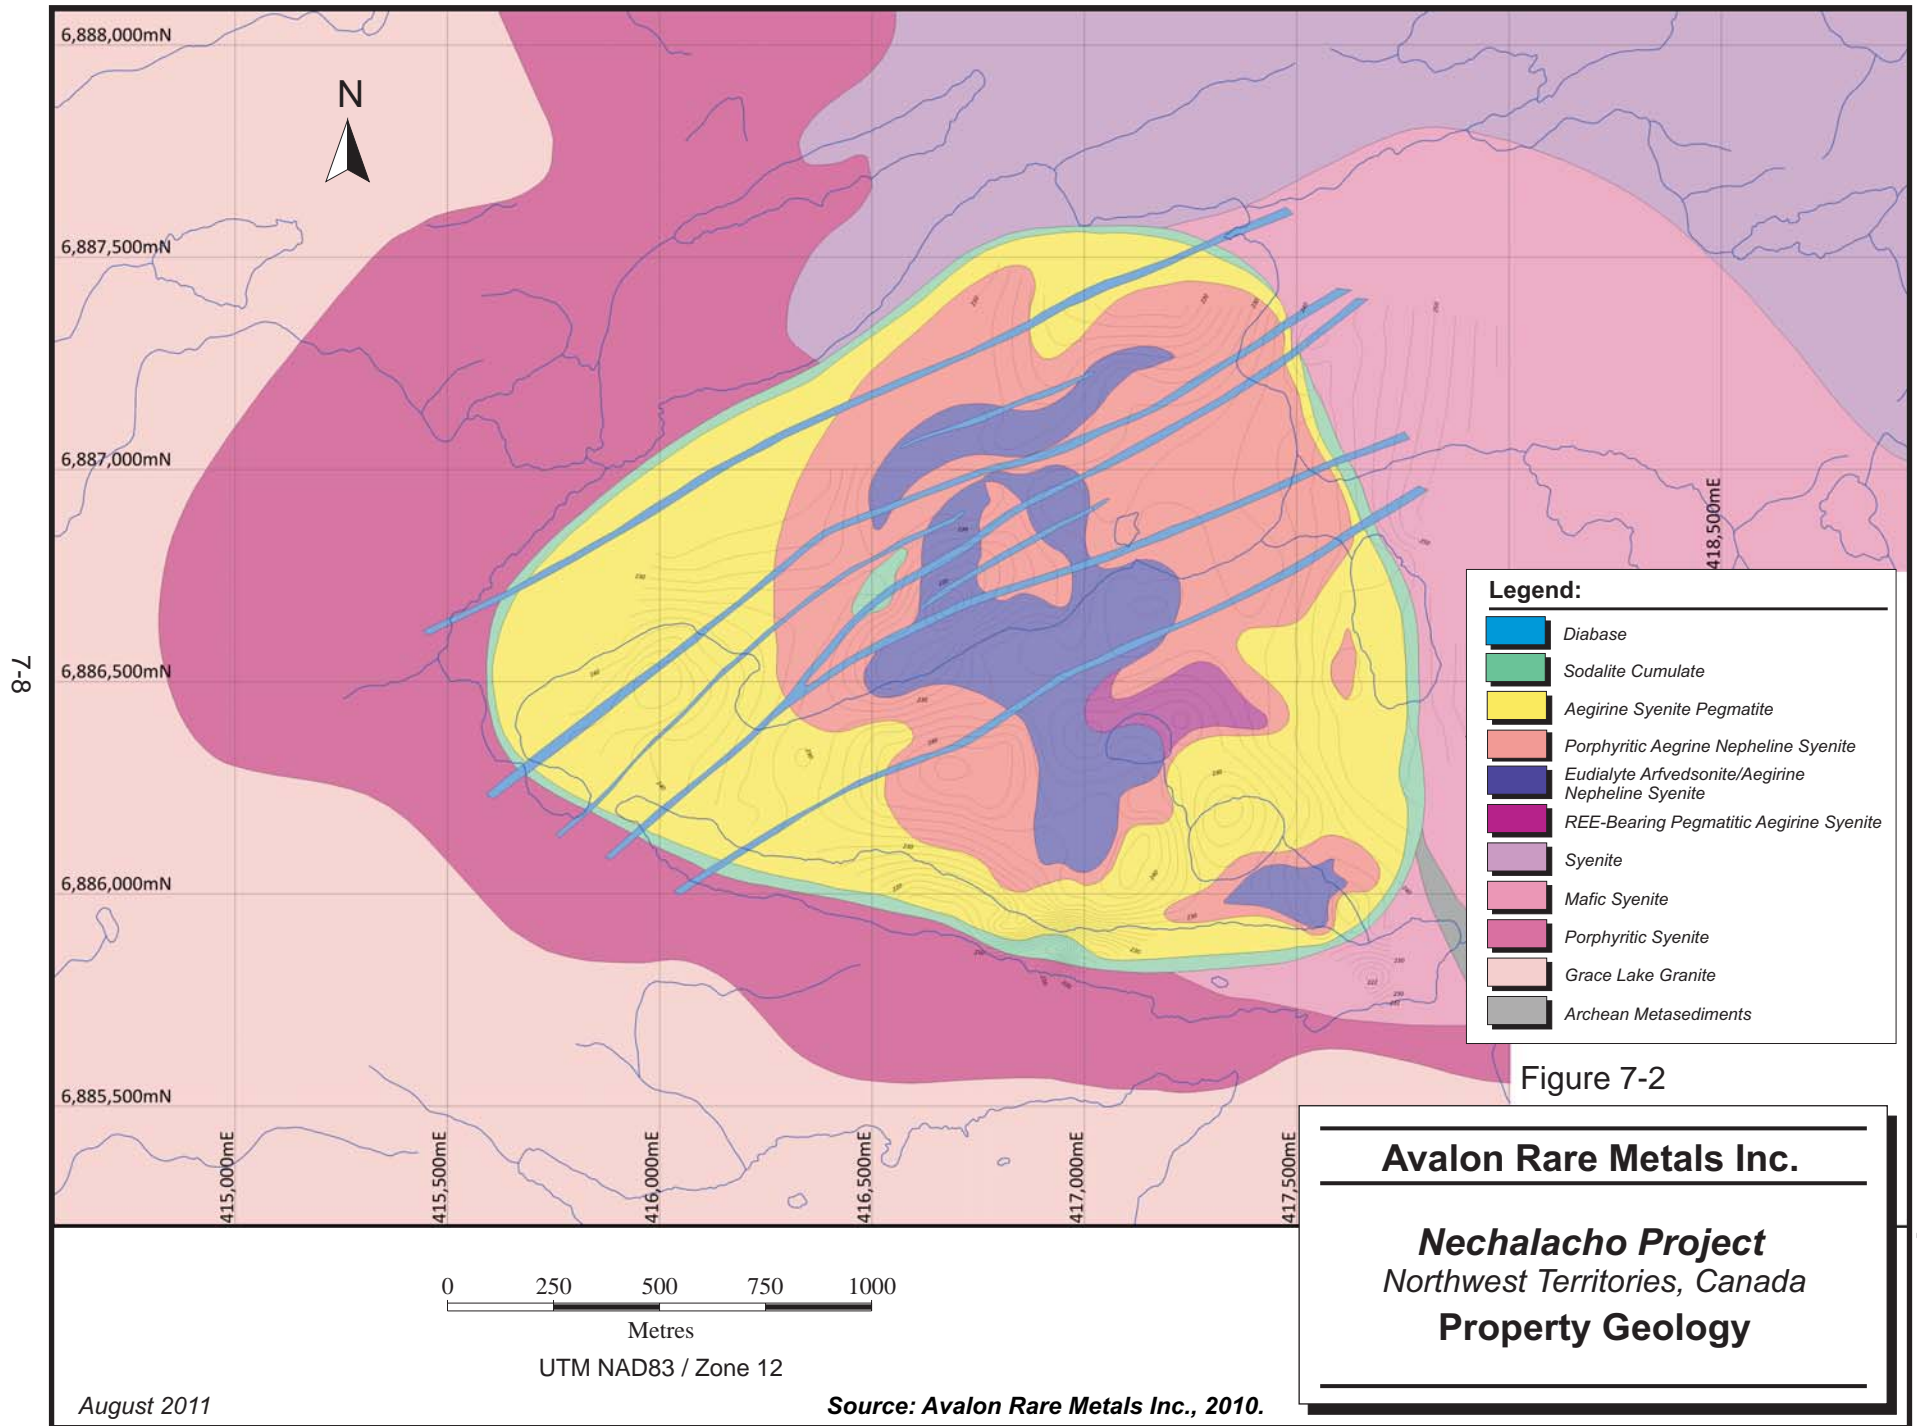 6,888,000mN
N
6,887,500mN
6,887,000mN
418,500mE
7-8
6,886,500mN
6,886,000mN
6,885,500mN
415,000mE
415,500mE
416,000mE
416,500mE
417,000mE
417,500mE
Legend:
Diabase
Sodalite Cumulate
Aegirine Syenite Pegmatite
Porphyritic Aegrine Nepheline Syenite
Eudialyte Arfvedsonite/Aegirine
Nepheline Syenite
REE-Bearing Pegmatitic Aegirine Syenite
Syenite
Mafic Syenite
Porphyritic Syenite
Grace Lake Granite
Archean Metasediments
Figure 7-2
Avalon Rare Metals Inc.
Nechalacho Project
Northwest Territories, Canada
Property Geology
0 250 500 750 1000
Metres
UTM NAD83 / Zone 12
August 2011
Source: Avalon Rare Metals Inc., 2010.